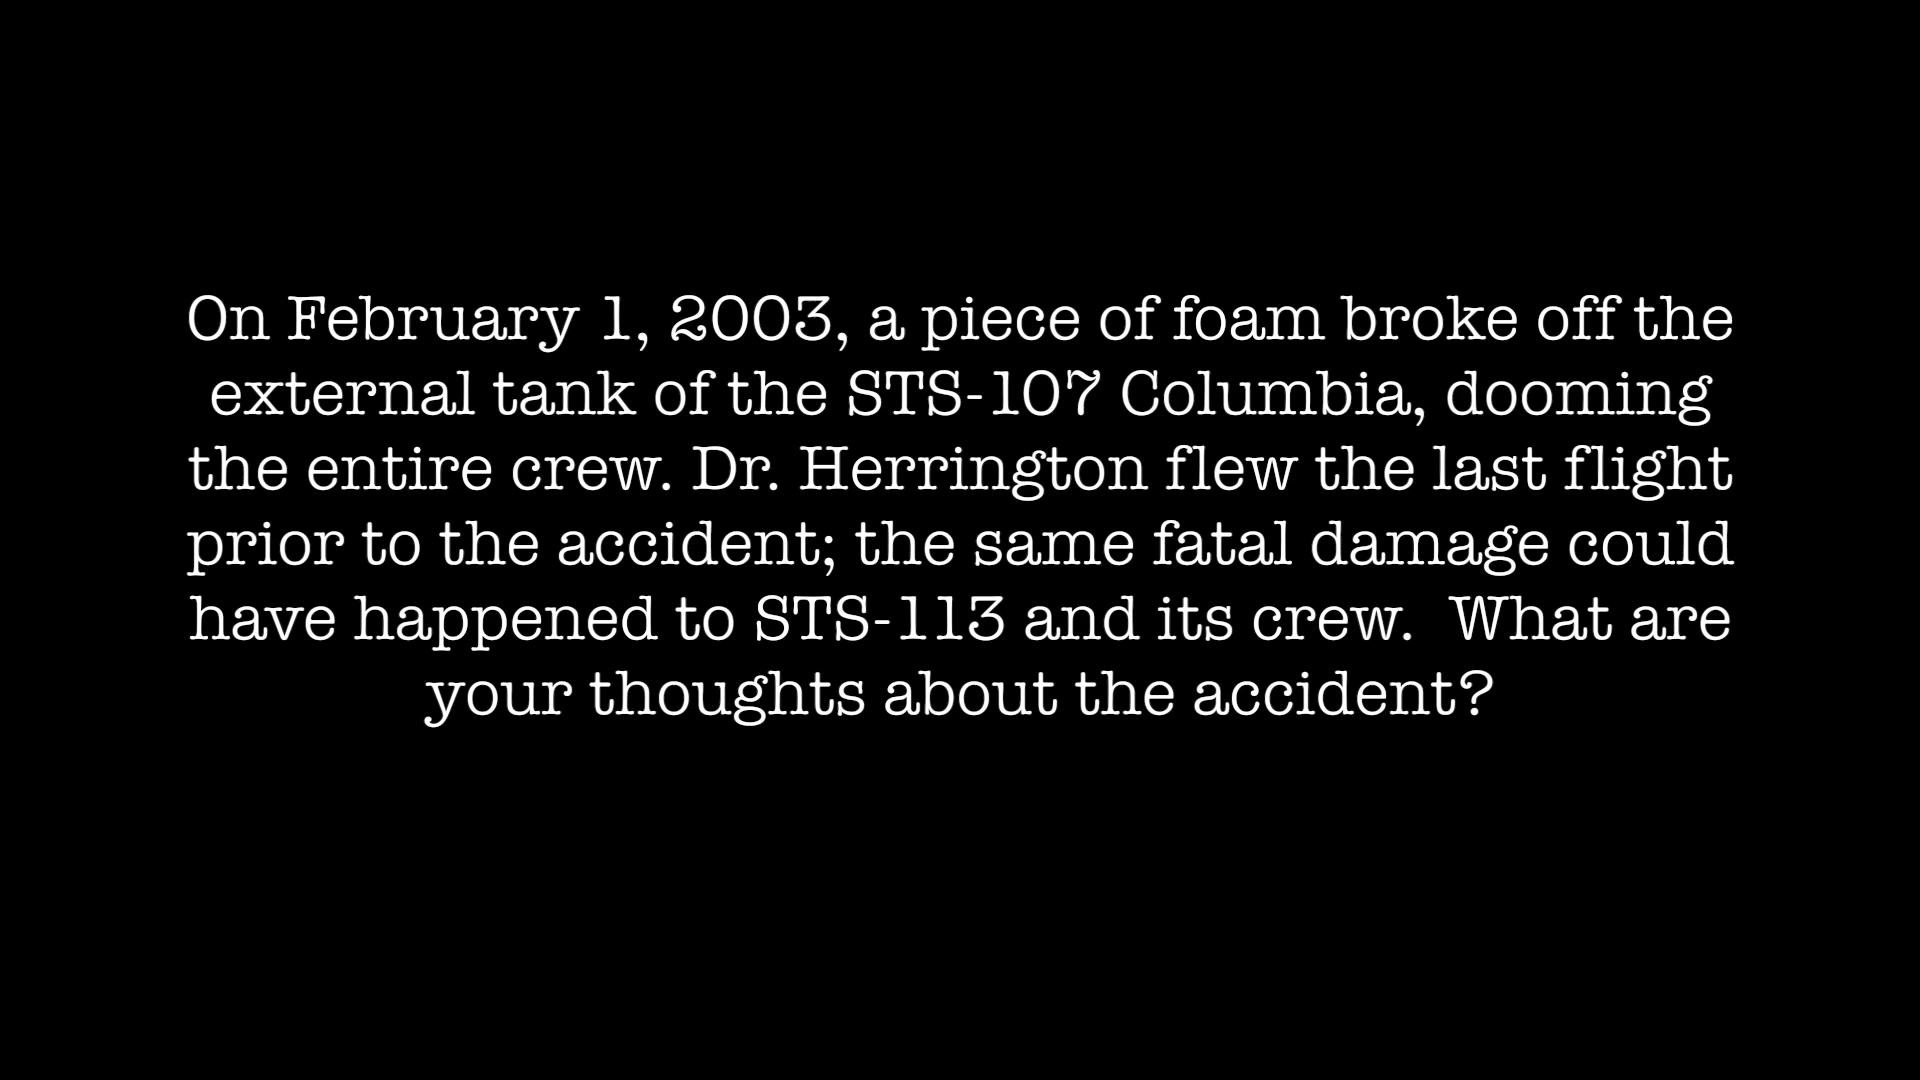 On February 1, 2003, a piece of foam broke off the
external tank of the STS-107 Columbia, dooming
the entire crew. Dr. Herrington flew the last flight
prior to the accident; the same fatal damage could
have happened to STS-113 and its crew.  What are
your thoughts about the accident?